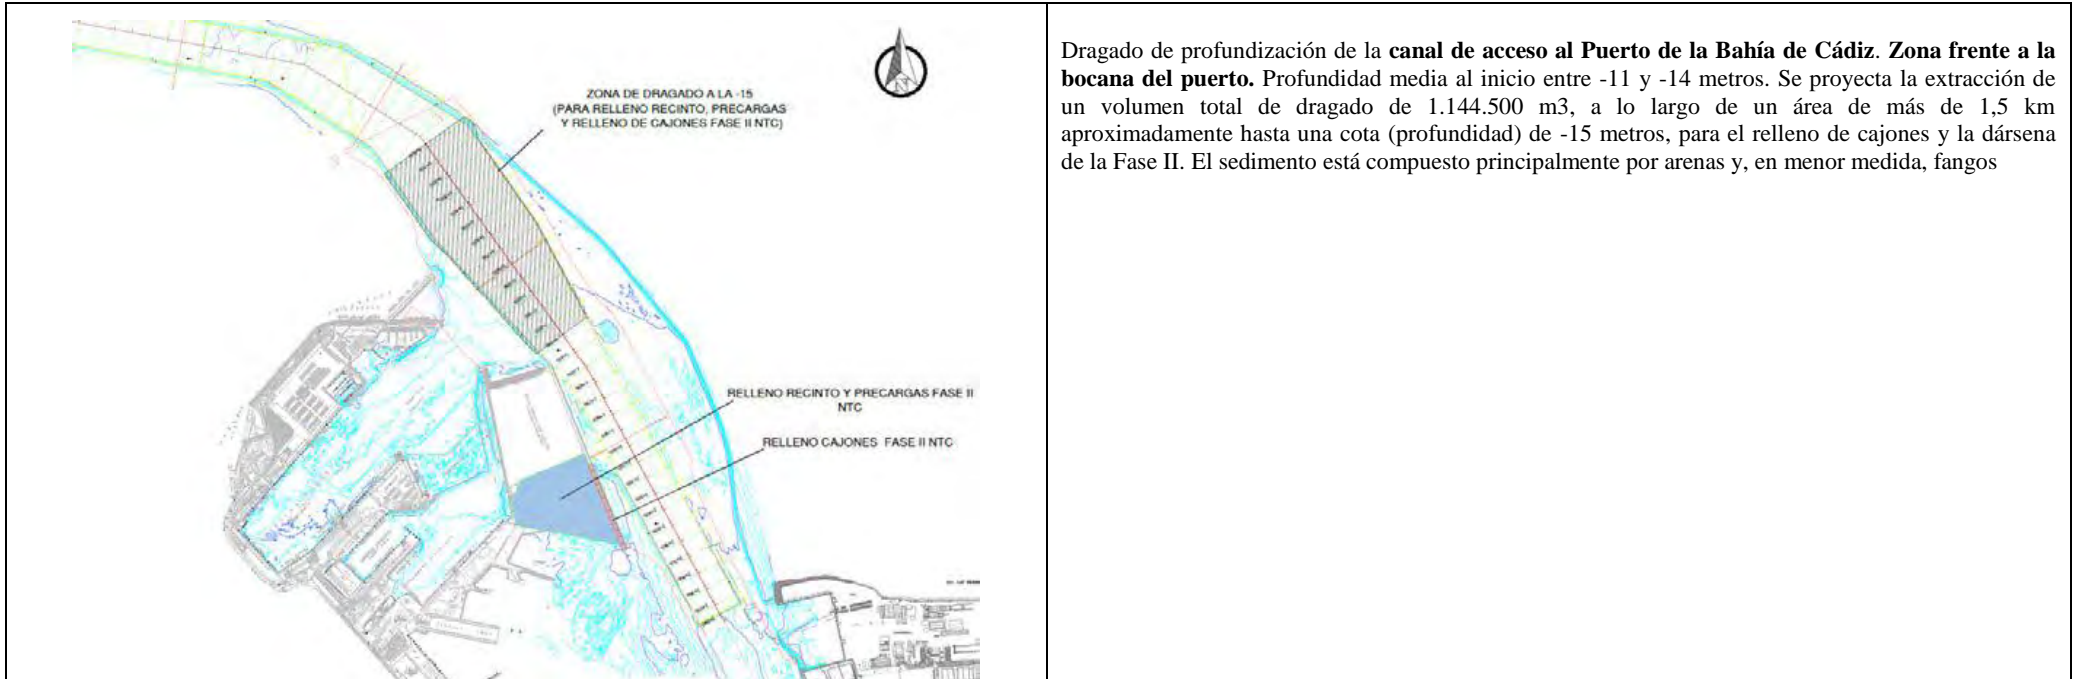 ZONA DE DRAGADO A LA -15
(PARA RELLENO RECINTO, PRECARGAS
Y RELLENO DE CAJONES FASE II NTC)
N
RELLENO RECINTO Y PRECARGAS FASE II
NTC
RELLENO CAJONES FASE II NTC
Dragado de profundización de la canal de acceso al Puerto de la Bahía de Cádiz. Zona frente a la
bocana del puerto. Profundidad media al inicio entre -11 y -14 metros. Se proyecta la extracción de
un volumen total de dragado de 1.144.500 m3, a lo largo de un área de más de 1,5 km
aproximadamente hasta una cota (profundidad) de -15 metros, para el relleno de cajones y la dársena
de la Fase II. El sedimento está compuesto principalmente por arenas y, en menor medida, fangos